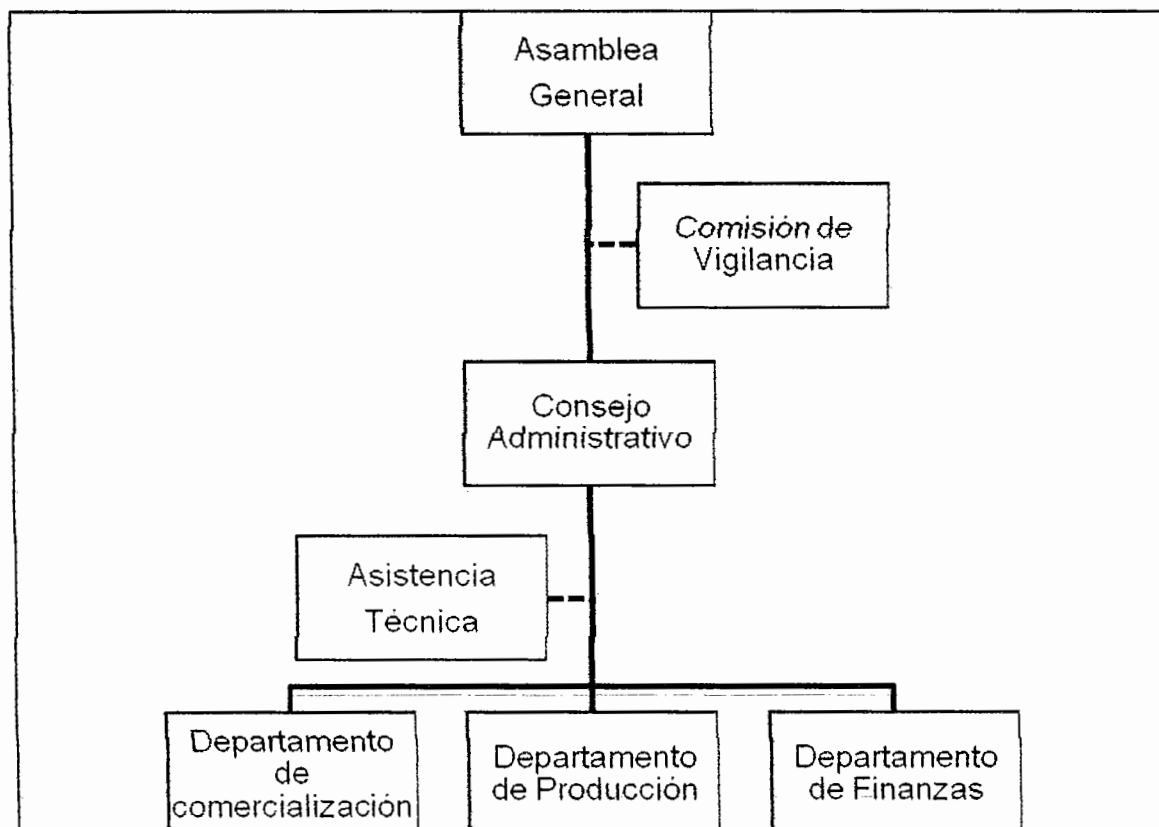 Asamblea
General
Comisión de
Vigilancia
Consejo
Administrativo
Asistencia
Técnica
Departamento
de
comercialización
Departamento
de Producción
Departamento
de Finanzas